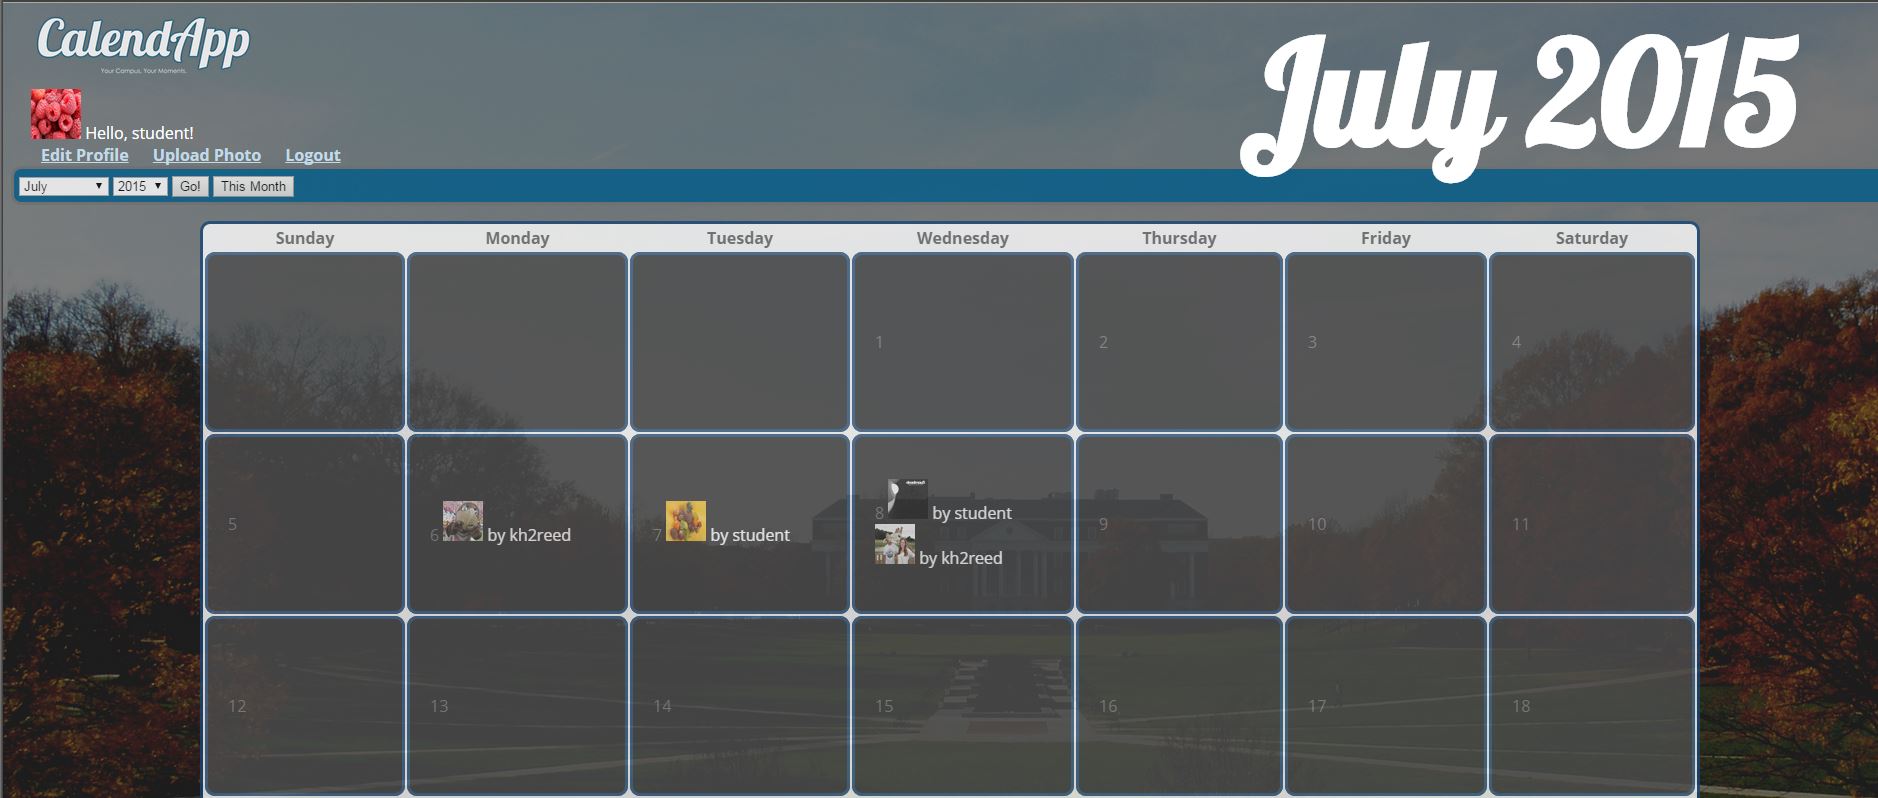 CalendApp
Your Campus, Your Moments.
July 2015
Hello, student!
Edit Profile Upload Photo Logout
July 2015 Go! This Month
Sunday Monday Tuesday Wednesday Thursday Friday Saturday
1 2 3 4
5
6 by kh2reed
7 by student
8 by student
by kh2reed
9 10 11
12 13 14 15 16 17 18